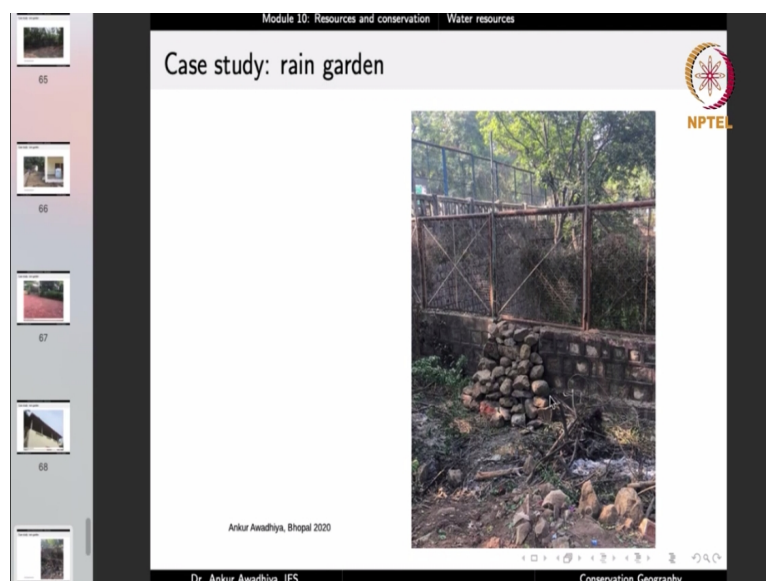 Module 10: Resources and conservation Water resources
Case study: rain garden
NPTEL
65
66
67
68
Ankur Awadhiya, Bhopal 2020
Dr. Ankur Awadhiya, IFS Conservation Geography